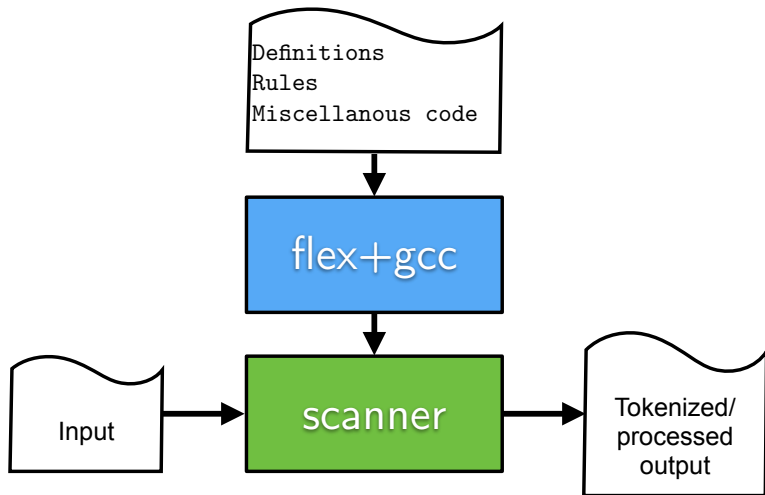 Definitions
Rules
Miscellanous code
flex+gcc
scanner
Input
Tokenized/
processed
output